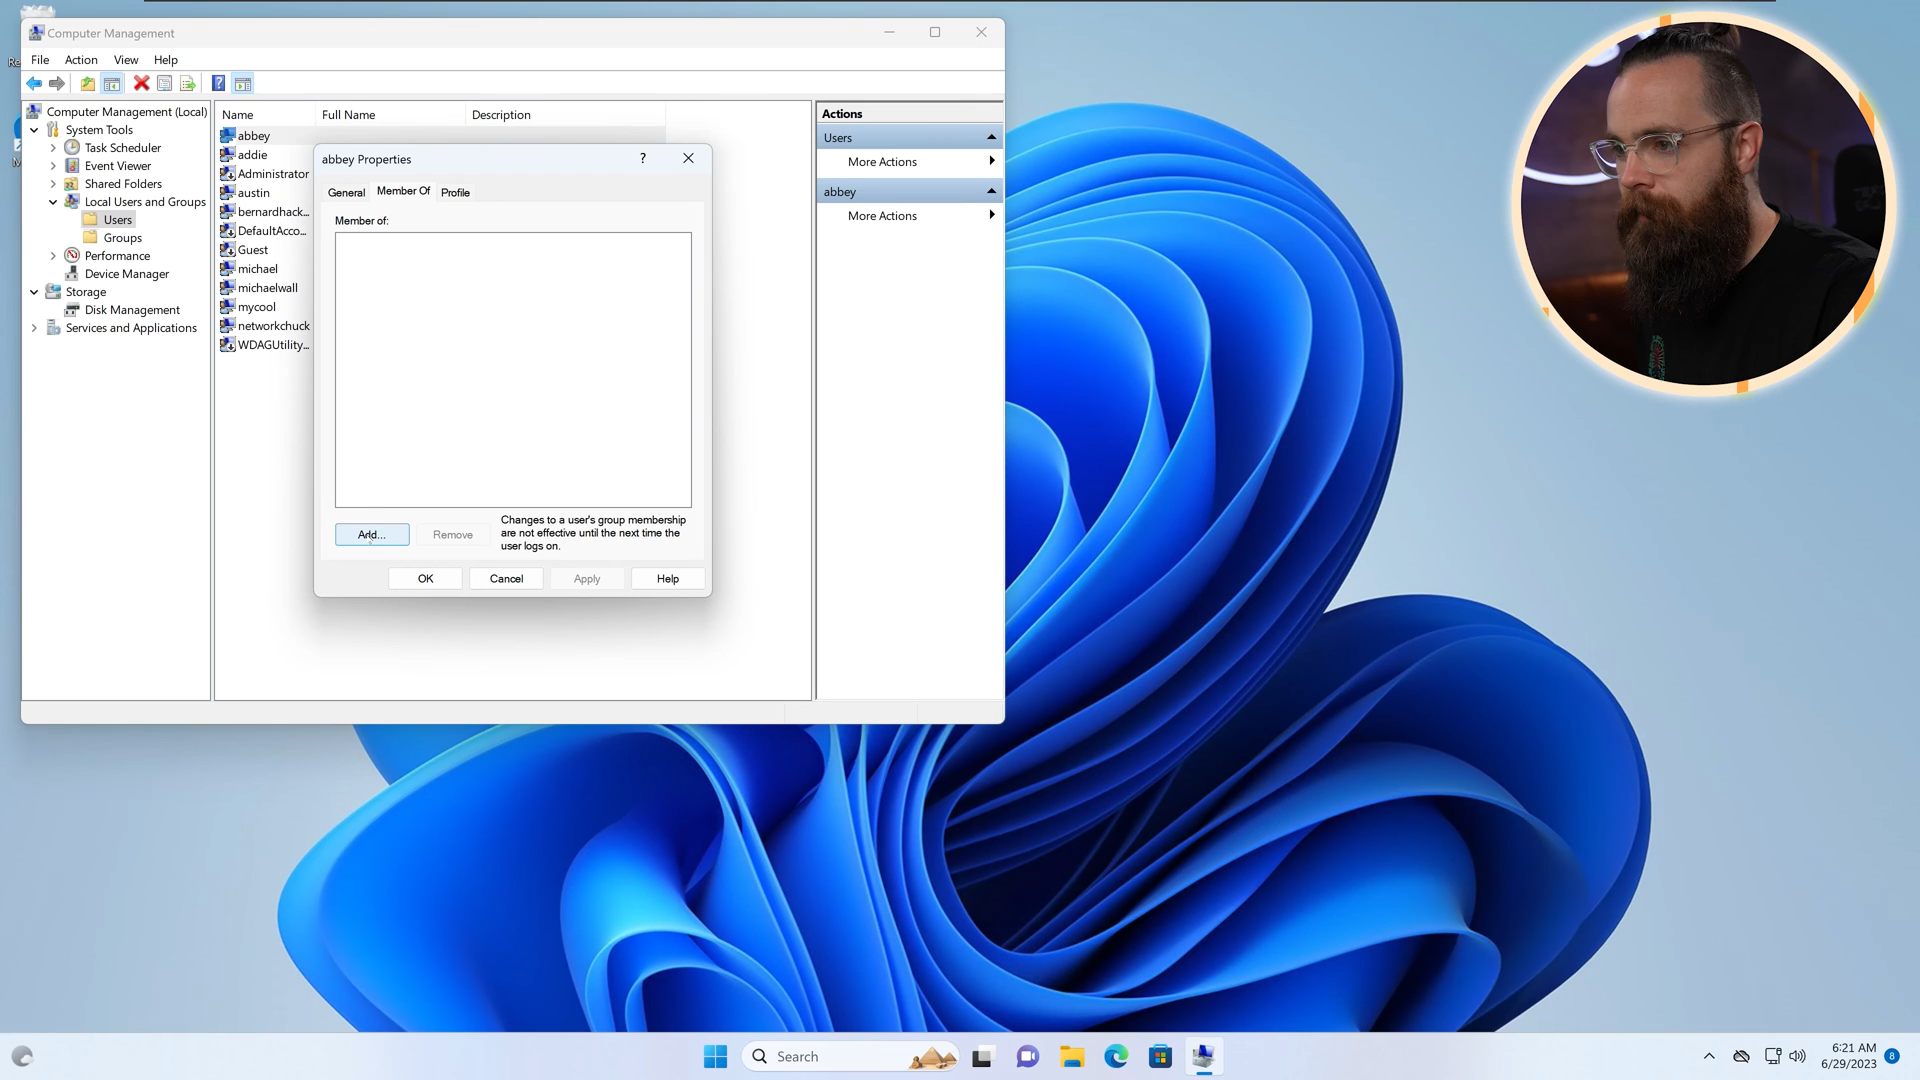 Computer Management
File Action View Help
Computer Management (Local)
System Tools
Task Scheduler
Event Viewer
Shared Folders
Local Users and Groups
Users
Groups
Performance
Device Manager
Storage
Disk Management
Services and Applications
Name Full Name Description
abbey
addie
Administrator
austin
bernardhack...
DefaultAcco...
Guest
michael
michaelwall
mycool
networkchuck
WDAGUtility...
abbey Properties
?
General Member Of Profile
Member of:
Add... Remove
Changes to a user's group membership
are not effective until the next time the
user logs on.
OK Cancel Apply Help
Actions
Users
More Actions
abbey
More Actions
Search
6:21 AM
6/29/2023
8